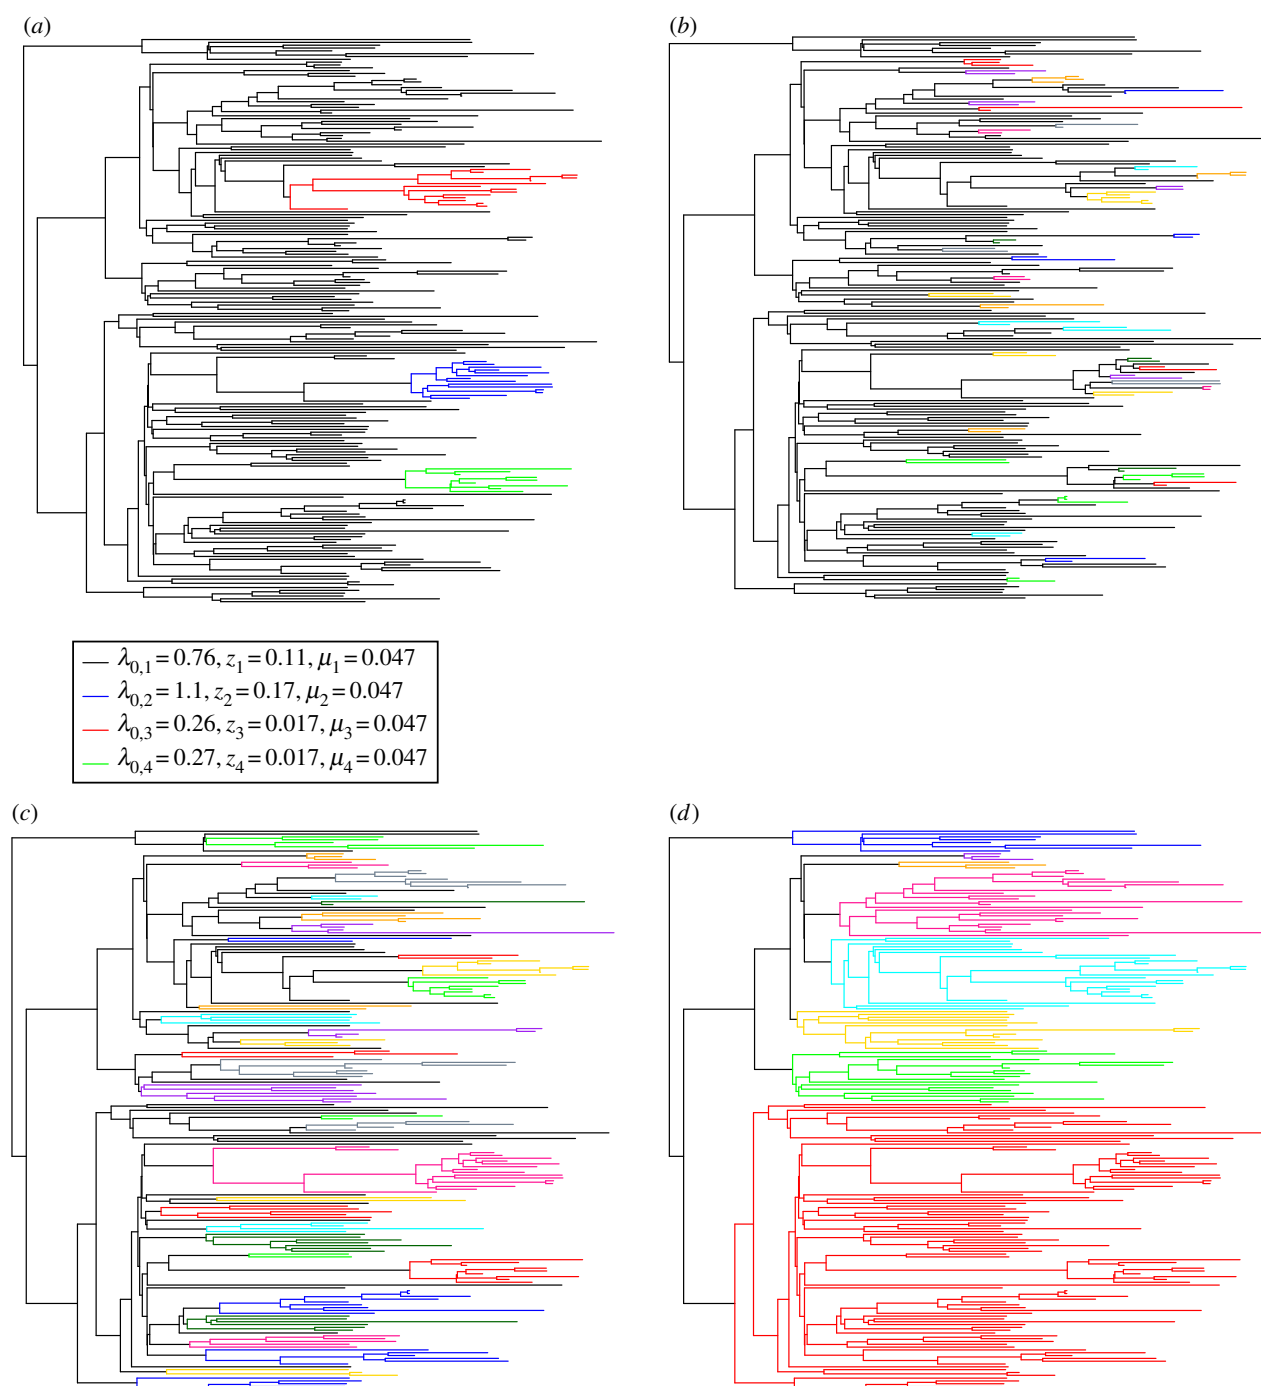 (a)
(b)
λ0,1 = 0.76, z1 = 0.11, μ1 = 0.047
λ0,2 = 1.1, z2 = 0.17, μ2 = 0.047
λ0,3 = 0.26, z3 = 0.017, μ3 = 0.047
λ0,4 = 0.27, z4 = 0.017, μ4 = 0.047
(c)
(d)